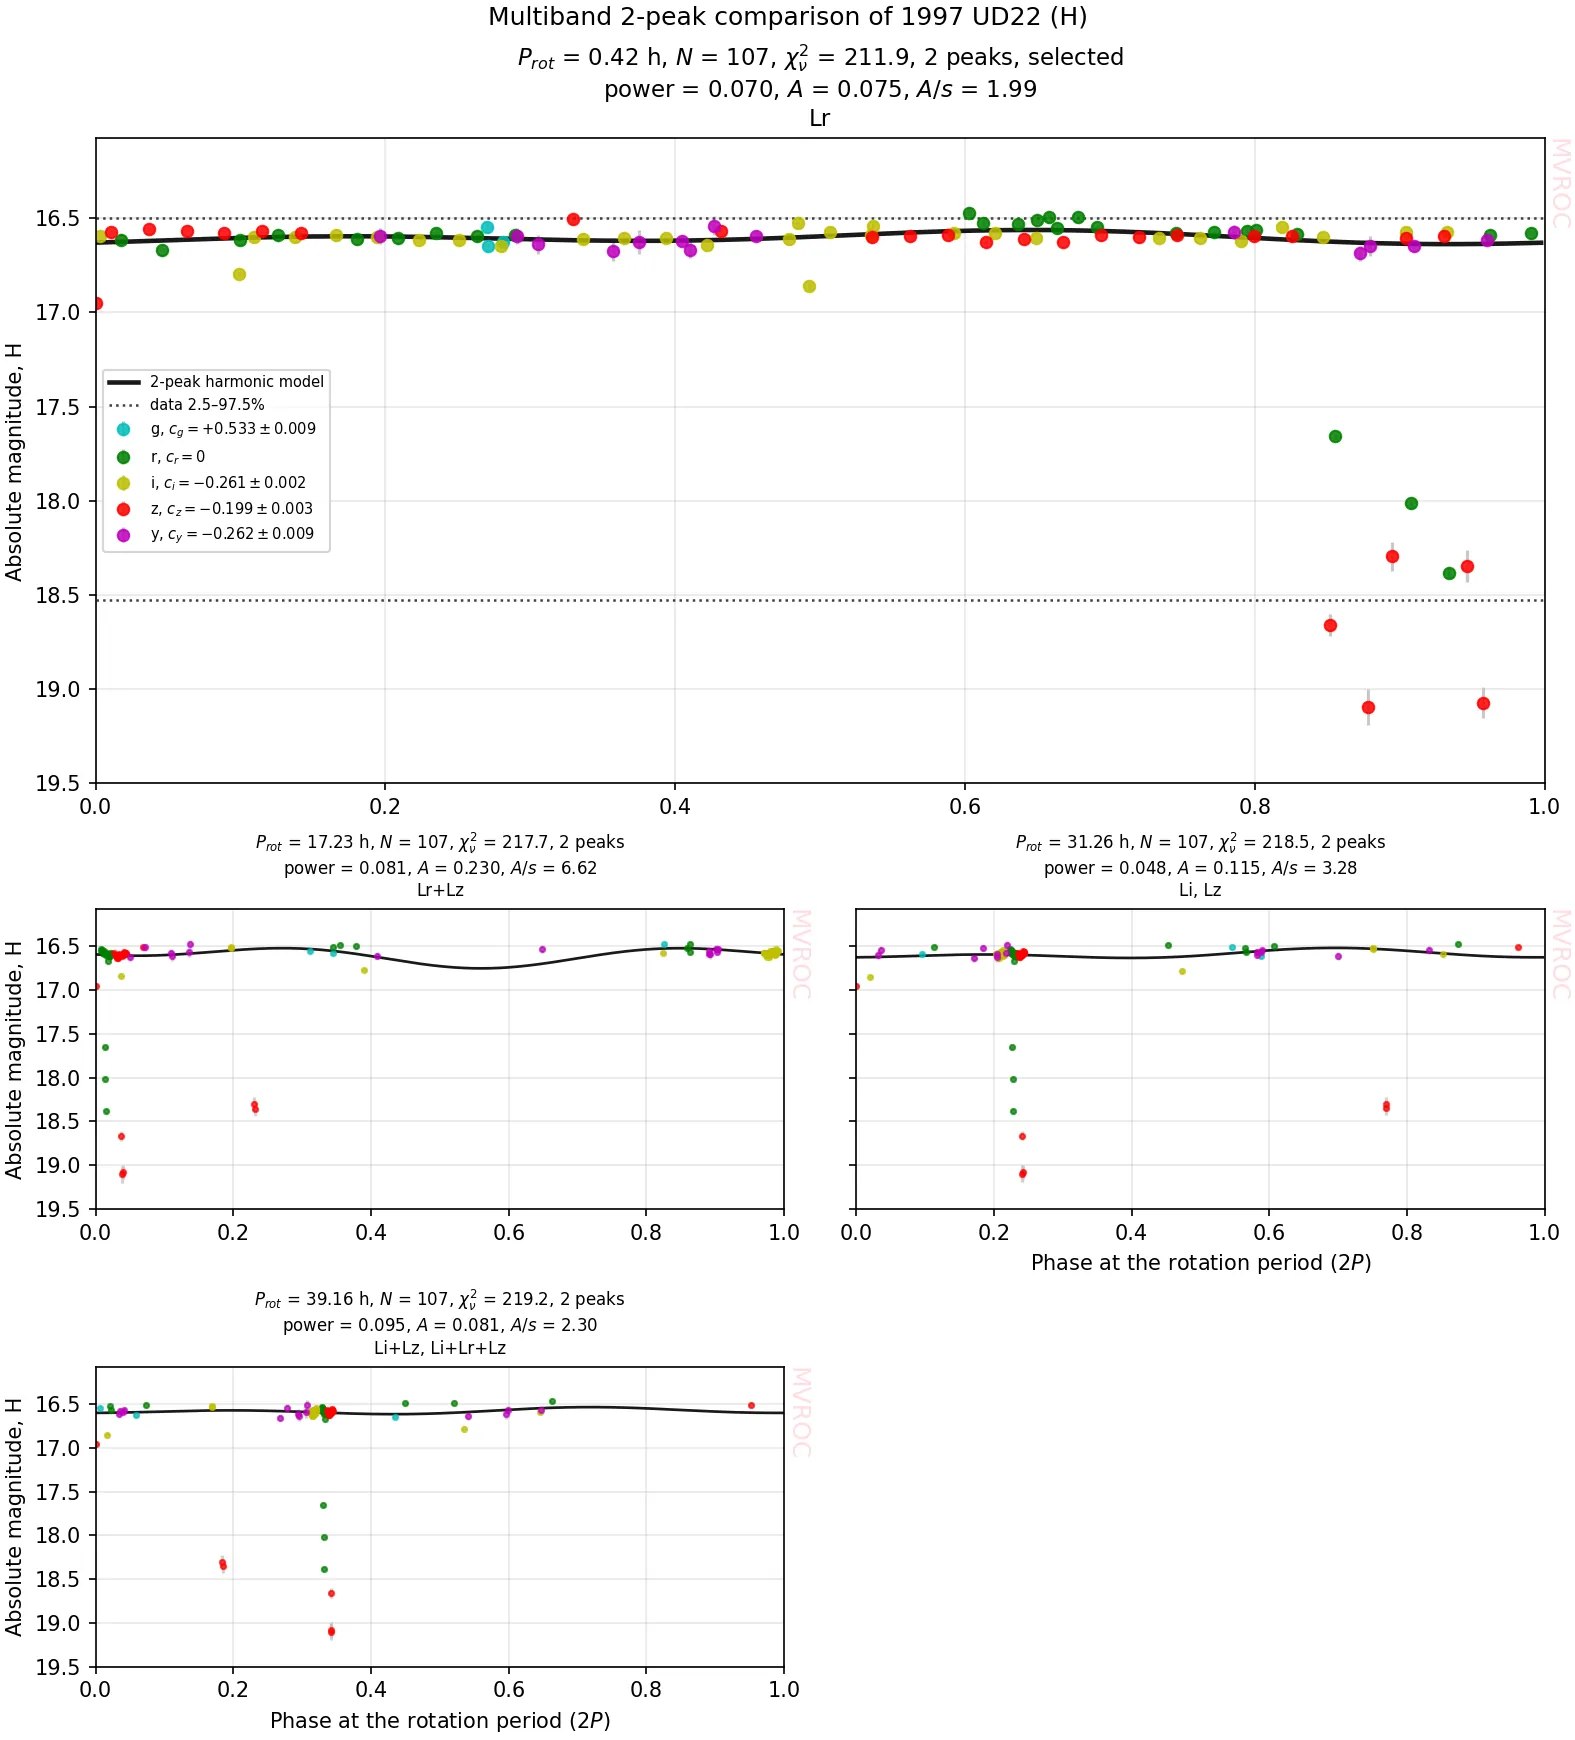 Multiband 2-peak comparison of 1997 UD22 (H)
P_rot = 0.42 h, N = 107, χ²_ν = 211.9, 2 peaks, selected
power = 0.070, A = 0.075, A/s = 1.99
Lr
MVROC
16.5
17.0
17.5
18.0
18.5
19.0
19.5
Absolute magnitude, H
2-peak harmonic model
data 2.5–97.5%
g, c_g = +0.533 ± 0.009
r, c_r = 0
i, c_i = −0.261 ± 0.002
z, c_z = −0.199 ± 0.003
y, c_y = −0.262 ± 0.009
0.0 0.2 0.4 0.6 0.8 1.0
P_rot = 17.23 h, N = 107, χ²_ν = 217.7, 2 peaks
power = 0.081, A = 0.230, A/s = 6.62
Lr+Lz
MVROC
16.5
17.0
17.5
18.0
18.5
19.0
19.5
Absolute magnitude, H
0.0 0.2 0.4 0.6 0.8 1.0
P_rot = 31.26 h, N = 107, χ²_ν = 218.5, 2 peaks
power = 0.048, A = 0.115, A/s = 3.28
Li, Lz
MVROC
0.0 0.2 0.4 0.6 0.8 1.0
Phase at the rotation period (2P)
P_rot = 39.16 h, N = 107, χ²_ν = 219.2, 2 peaks
power = 0.095, A = 0.081, A/s = 2.30
Li+Lz, Li+Lr+Lz
MVROC
16.5
17.0
17.5
18.0
18.5
19.0
19.5
Absolute magnitude, H
0.0 0.2 0.4 0.6 0.8 1.0
Phase at the rotation period (2P)